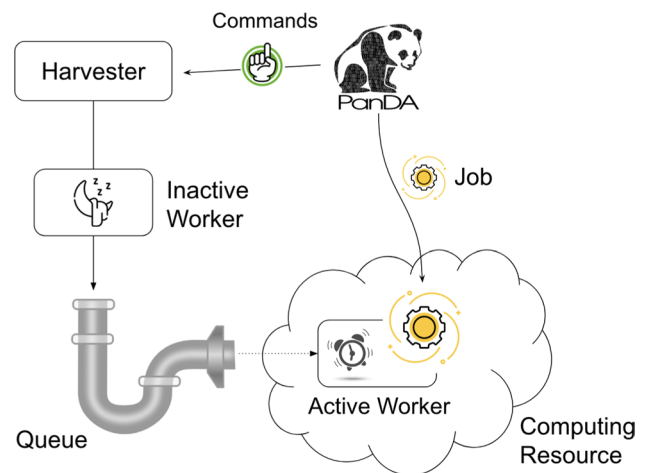 Commands
Harvester
PanDA
Job
z z z
Inactive
Worker
Active Worker
Queue
Computing
Resource